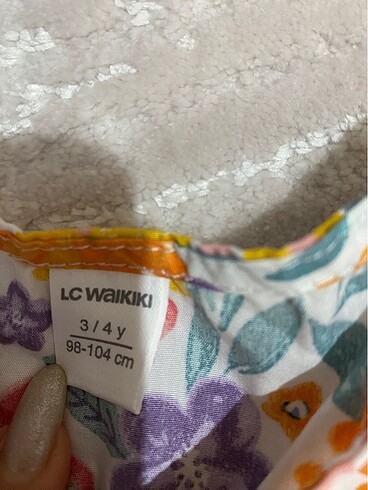 LC WAIKIKI
3 / 4 y
98-104 cm